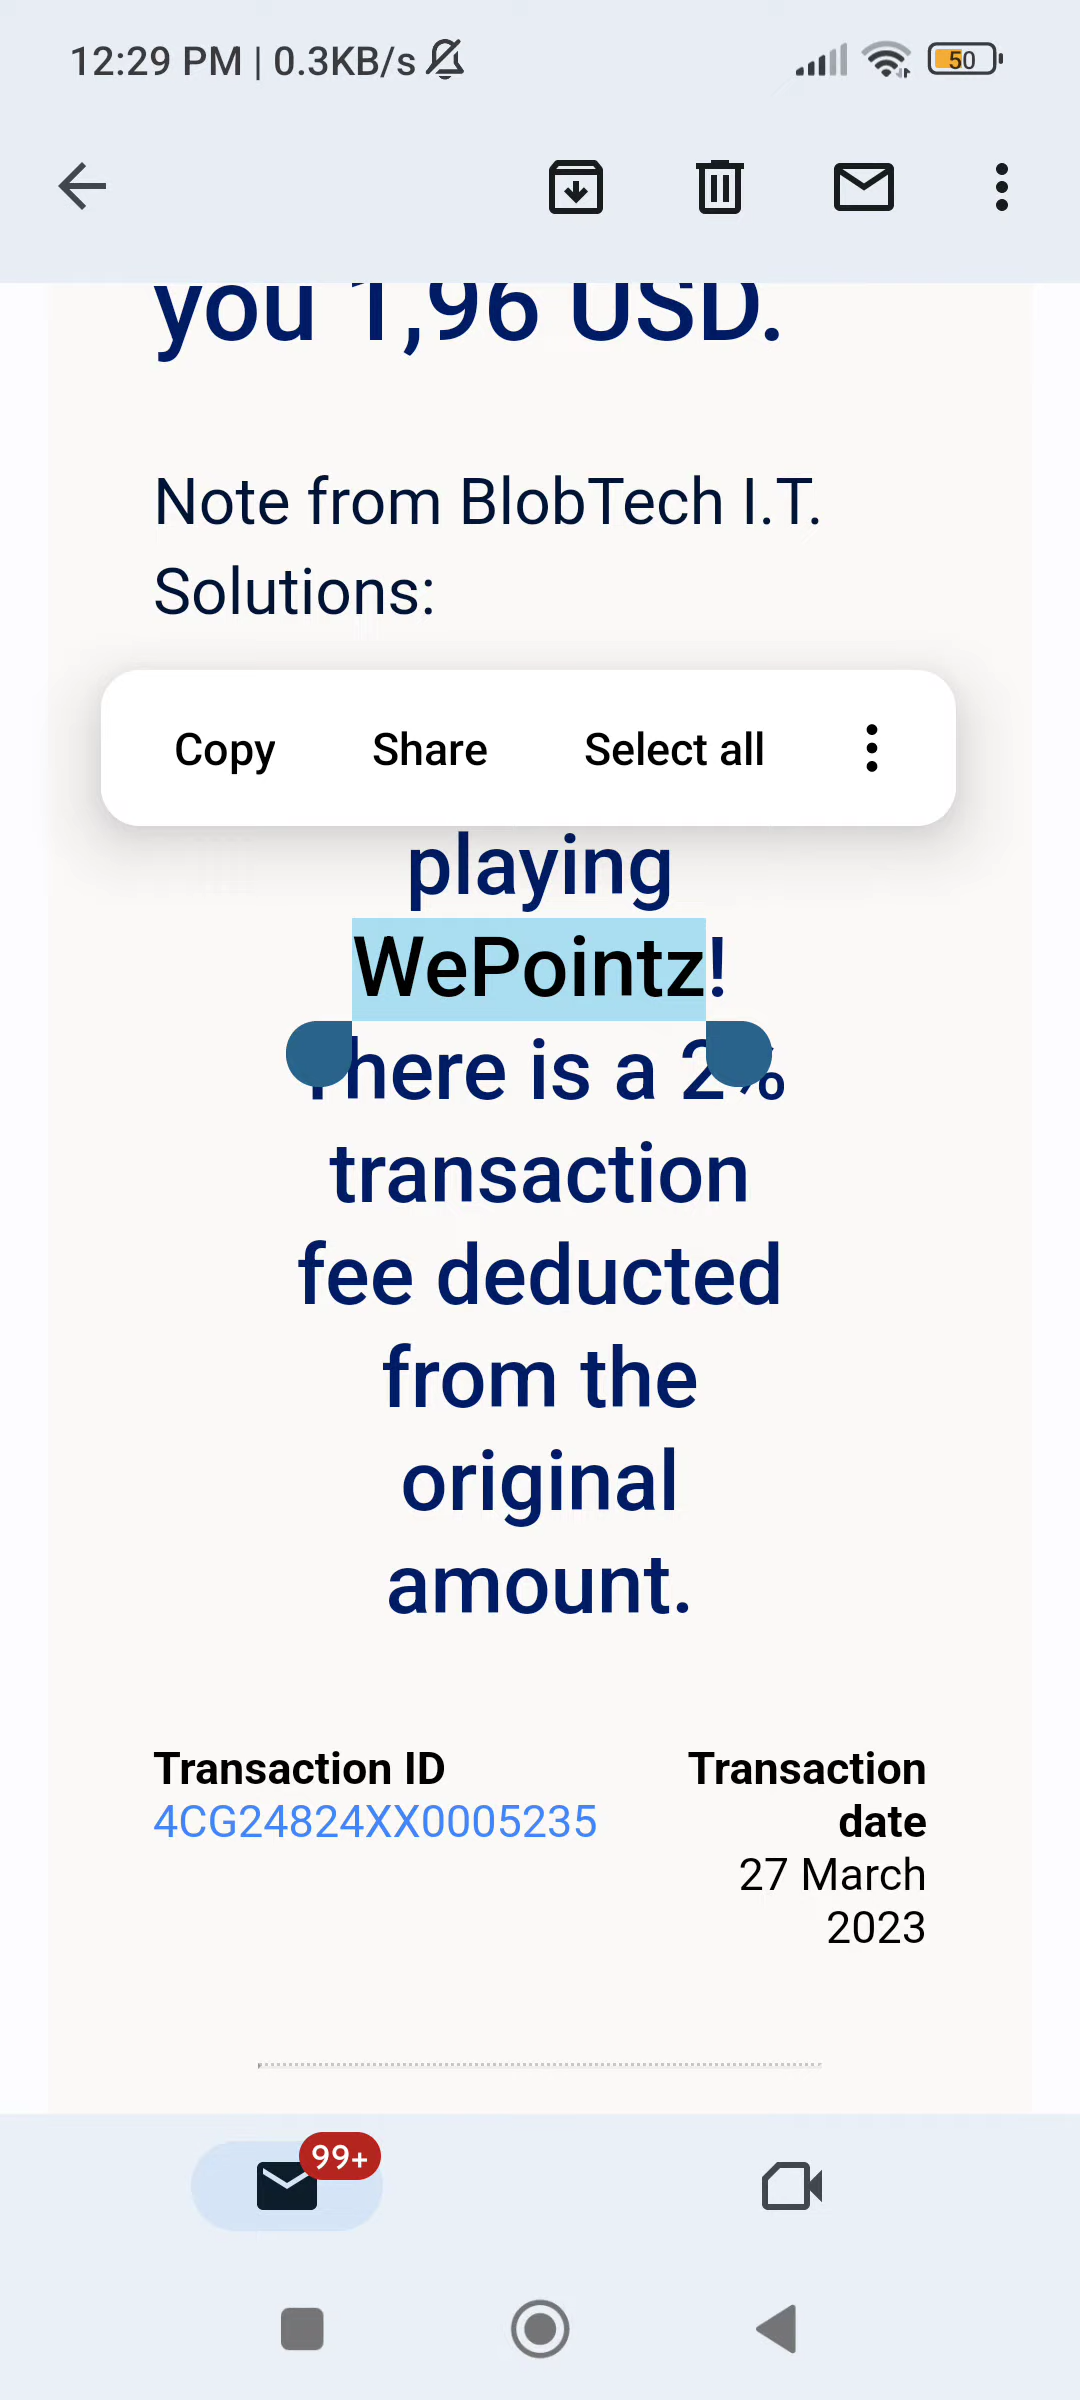 12:29 PM | 0.3KB/s
50
you 1,96 USD.
Note from BlobTech I.T.
Solutions:
Copy Share Select all
playing
WePointz!
There is a 2%
transaction
fee deducted
from the
original
amount.
Transaction ID
4CG24824XX0005235
Transaction
date
27 March
2023
99+